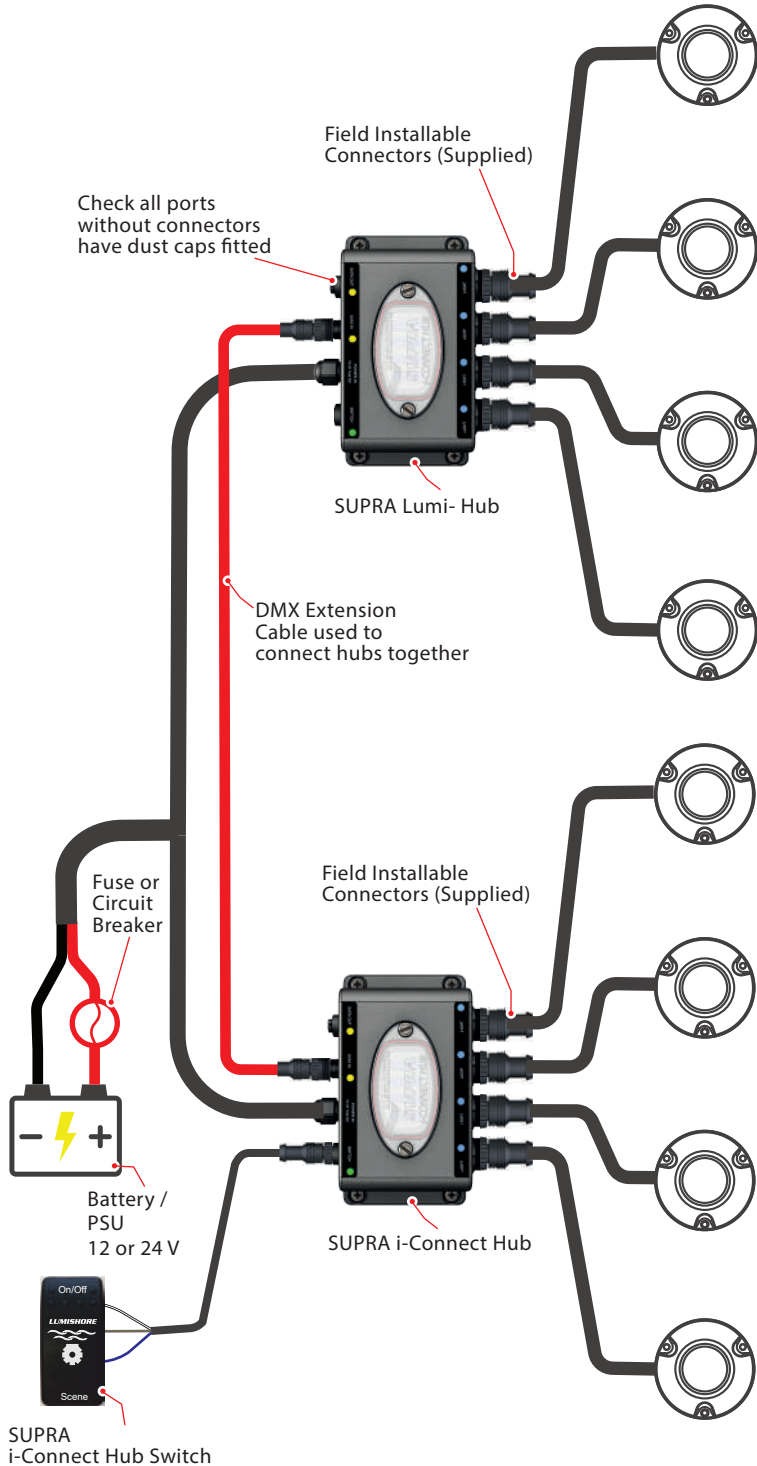 Field Installable
Connectors (Supplied)
Check all ports
without connectors
have dust caps fitted
SUPRA Lumi- Hub
DMX Extension
Cable used to
connect hubs together
Field Installable
Connectors (Supplied)
Fuse or
Circuit
Breaker
Battery /
PSU
12 or 24 V
SUPRA i-Connect Hub
On/Off
LUMISHORE
Scene
SUPRA
i-Connect Hub Switch